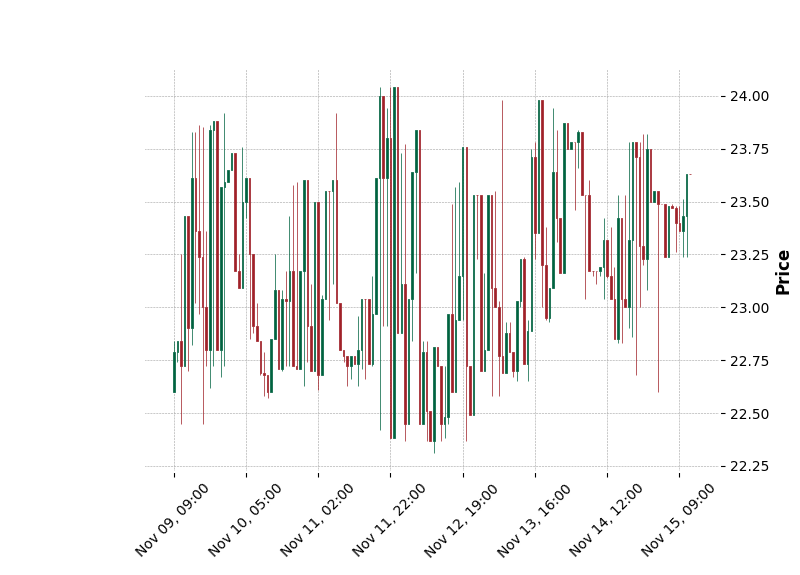 24.00
23.75
23.50
23.25
23.00
22.75
22.50
22.25
Price
Nov 09, 09:00
Nov 10, 05:00
Nov 11, 02:00
Nov 11, 22:00
Nov 12, 19:00
Nov 13, 16:00
Nov 14, 12:00
Nov 15, 09:00